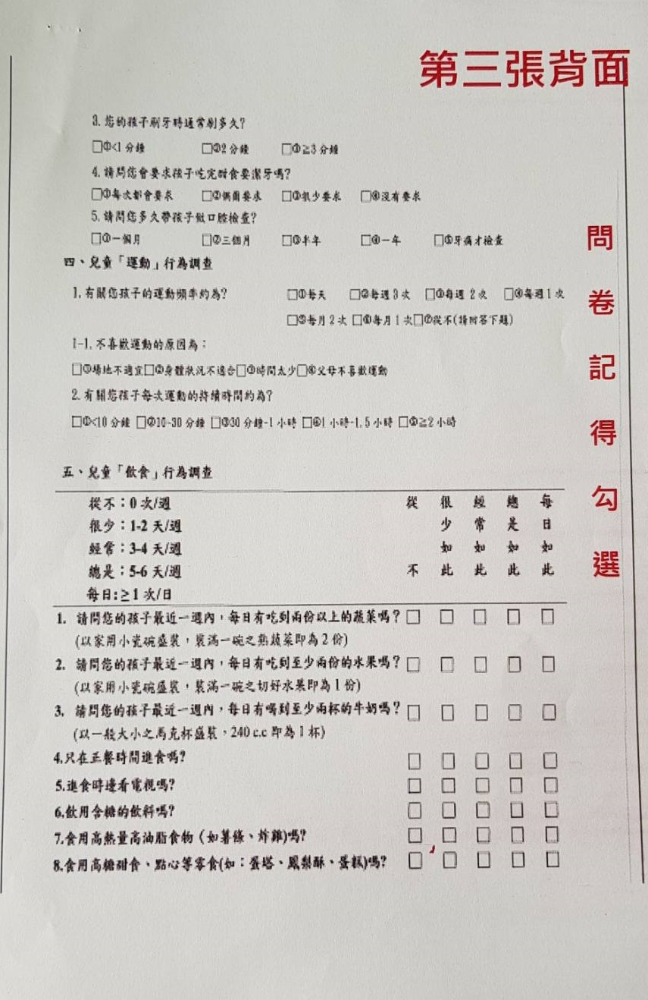 第三張背面
3. 您的孩子刷牙時通常刷多久?
□①<1 分鐘 □②2 分鐘 □③≧3 分鐘
4. 請問您會要求孩子吃完甜食要潔牙嗎?
□①每次都會要求 □②偶爾要求 □③很少要求 □④沒有要求
5. 請問您多久帶孩子做口腔檢查?
□①一個月 □②三個月 □③半年 □④一年 □⑤牙痛才檢查
四、兒童「運動」行為調查
1. 有關您孩子的運動頻率約為? □①每天 □②每週 3 次 □③每週 2 次 □④每週 1 次
□⑤每月 2 次 □⑥每月 1 次□⑦從不(請附答下題)
1-1. 不喜歡運動的原因為:
□①場地不適宜□②身體狀況不適合□③時間太少□④父母不喜歡運動
2. 有關您孩子每次運動的持續時間約為?
□①<10 分鐘 □②10-30 分鐘 □③30 分鐘-1 小時 □④1 小時-1.5 小時 □⑤≧2 小時
五、兒童「飲食」行為調查
從不:0 次/週
很少:1-2 天/週
經常:3-4 天/週
總是:5-6 天/週
每日:≥1 次/日
從不 很少如此 經常如此 總是如此 每日如此
1. 請問您的孩子最近一週內,每日有吃到兩份以上的蔬菜嗎? □ □ □ □ □
(以家用小瓷碗盛裝,裝滿一碗之熟蔬菜即為 2 份)
2. 請問您的孩子最近一週內,每日有吃到至少兩份的水果嗎? □ □ □ □ □
(以家用小瓷碗盛裝,裝滿一碗之切好水果即為 1 份)
3. 請問您的孩子最近一週內,每日有喝到至少兩杯的牛奶嗎? □ □ □ □ □
(以一般大小之馬克杯盛裝,240 c.c 即為 1 杯)
4.只在正餐時間進食嗎? □ □ □ □ □
5.進食時邊看電視嗎? □ □ □ □ □
6.飲用含糖的飲料嗎? □ □ □ □ □
7.食用高熱量高油脂食物(如薯條、炸雞)嗎? □ □ □ □ □
8.食用高糖甜食、點心等零食(如:蛋塔、鳳梨酥、蛋糕)嗎? □ □ □ □ □
問卷記得勾選